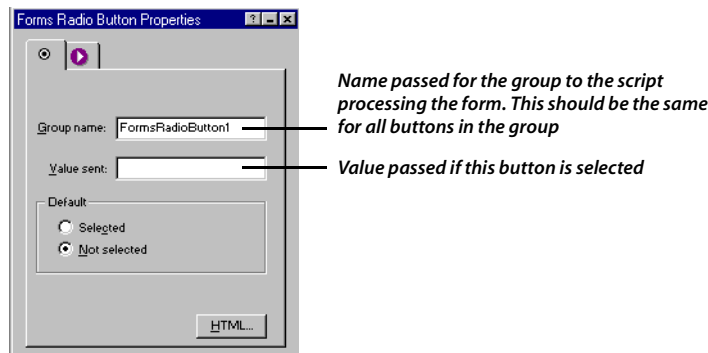 Forms Radio Button Properties
Group name: FormsRadioButton1
Name passed for the group to the script
processing the form. This should be the same
for all buttons in the group
Value sent:
Value passed if this button is selected
Default
Selected
Not selected
HTML...